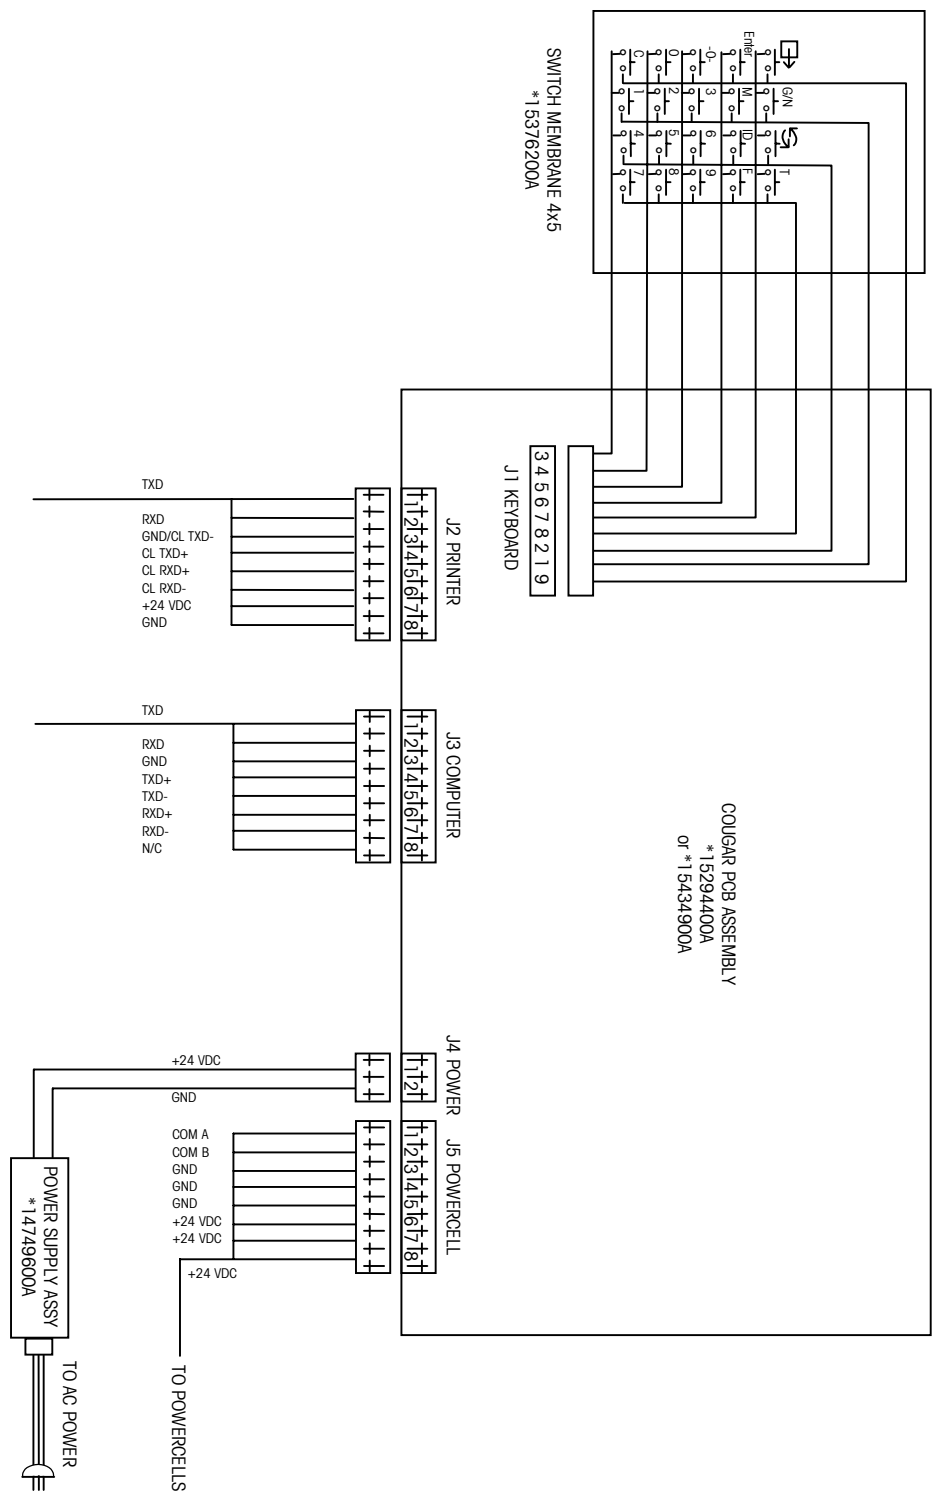 SWITCH MEMBRANE 4x5
*15376200A
C
0
-0-
Enter
1
2
3
M
G/N
4
5
6
ID
7
8
9
F
T
J1 KEYBOARD
3 4 5 6 7 8 2 1 9
COUGAR PCB ASSEMBLY
*15294400A
or *15434900A
J2 PRINTER
1 2 3 4 5 6 7 8
TXD
RXD
GND/CL TXD-
CL TXD+
CL RXD+
CL RXD-
+24 VDC
GND
J3 COMPUTER
1 2 3 4 5 6 7 8
TXD
RXD
GND
TXD+
TXD-
RXD+
RXD-
N/C
J4 POWER
1 2
+24 VDC
GND
J5 POWERCELL
1 2 3 4 5 6 7 8
COM A
COM B
GND
GND
GND
+24 VDC
+24 VDC
+24 VDC
POWER SUPPLY ASSY
*14749600A
TO AC POWER
TO POWERCELLS